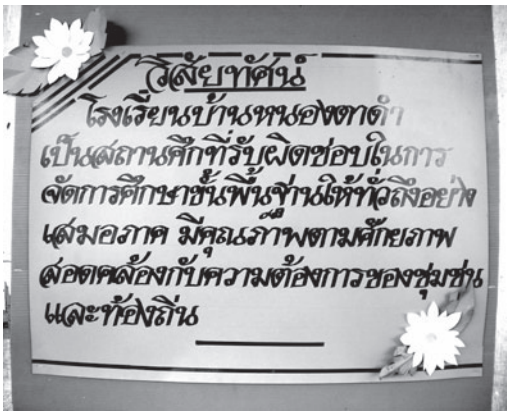 วิสัยทัศน์
โรงเรียนบ้านหนองตาดำ
เป็นสถานศึกที่รับผิดชอบในการ
จัดการศึกษาขั้นพื้นฐานให้ทั่วถึงอย่าง
เสมอภาค มีคุณภาพตามศักยภาพ
สอดคล้องกับความต้องการของชุมชน
และท้องถิ่น